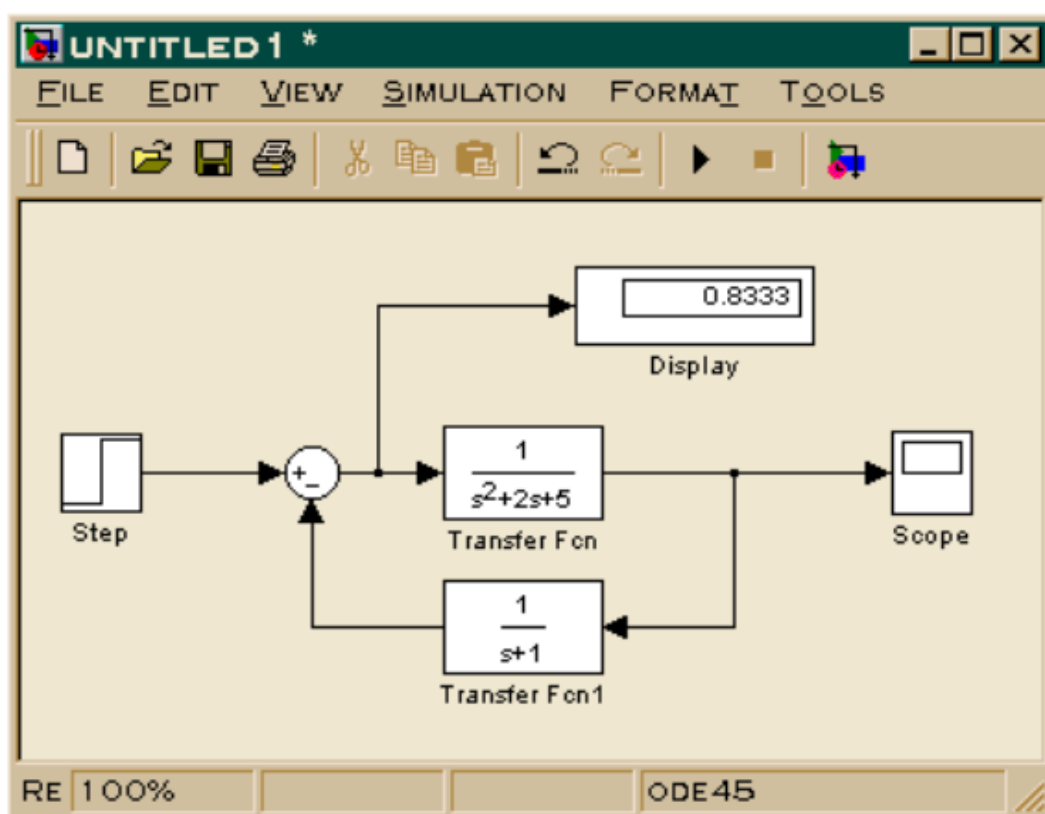 UNTITLED1 *
FILE EDIT VIEW SIMULATION FORMAT TOOLS
0.8333
Display
Step
+
−
1
s²+2s+5
Transfer Fcn
Scope
1
s+1
Transfer Fcn1
RE 100% ODE45